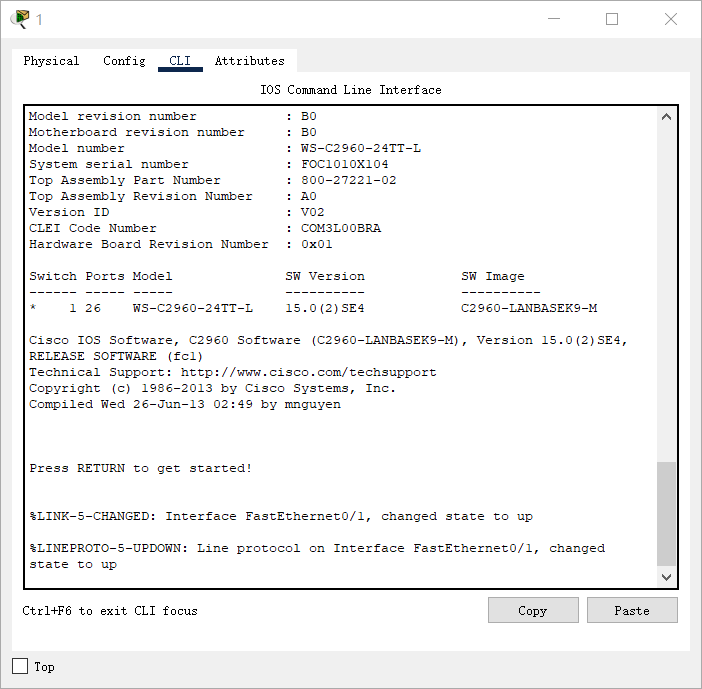 1
Physical Config CLI Attributes
IOS Command Line Interface
Model revision number : B0
Motherboard revision number : B0
Model number : WS-C2960-24TT-L
System serial number : FOC1010X104
Top Assembly Part Number : 800-27221-02
Top Assembly Revision Number : A0
Version ID : V02
CLEI Code Number : COM3L00BRA
Hardware Board Revision Number : 0x01
Switch Ports Model SW Version SW Image
------ ----- ----- ---------- ----------
* 1 26 WS-C2960-24TT-L 15.0(2)SE4 C2960-LANBASEK9-M
Cisco IOS Software, C2960 Software (C2960-LANBASEK9-M), Version 15.0(2)SE4,
RELEASE SOFTWARE (fc1)
Technical Support: http://www.cisco.com/techsupport
Copyright (c) 1986-2013 by Cisco Systems, Inc.
Compiled Wed 26-Jun-13 02:49 by mnguyen
Press RETURN to get started!
%LINK-5-CHANGED: Interface FastEthernet0/1, changed state to up
%LINEPROTO-5-UPDOWN: Line protocol on Interface FastEthernet0/1, changed
state to up
Ctrl+F6 to exit CLI focus
Copy Paste
Top